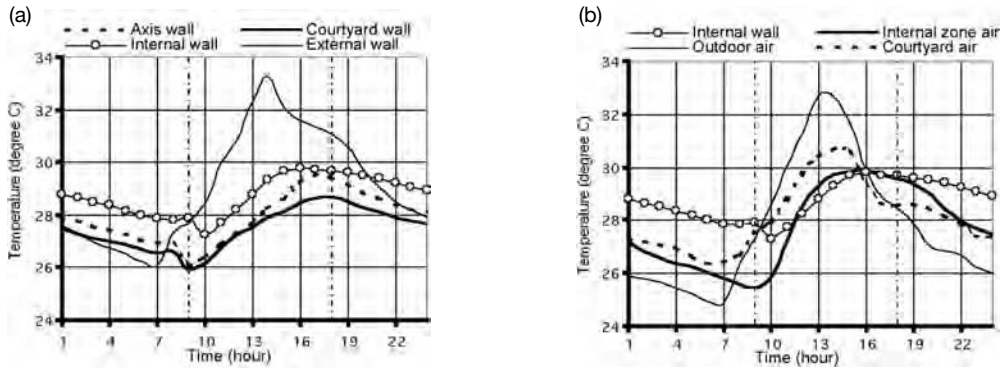 (a)
Axis wall Courtyard wall
Internal wall External wall
34
32
30
28
26
24
Temperature (degree C)
1 4 7 10 13 16 19 22
Time (hour)
(b)
Internal wall Internal zone air
Outdoor air Courtyard air
34
32
30
28
26
24
Temperature (degree C)
1 4 7 10 13 16 19 22
Time (hour)